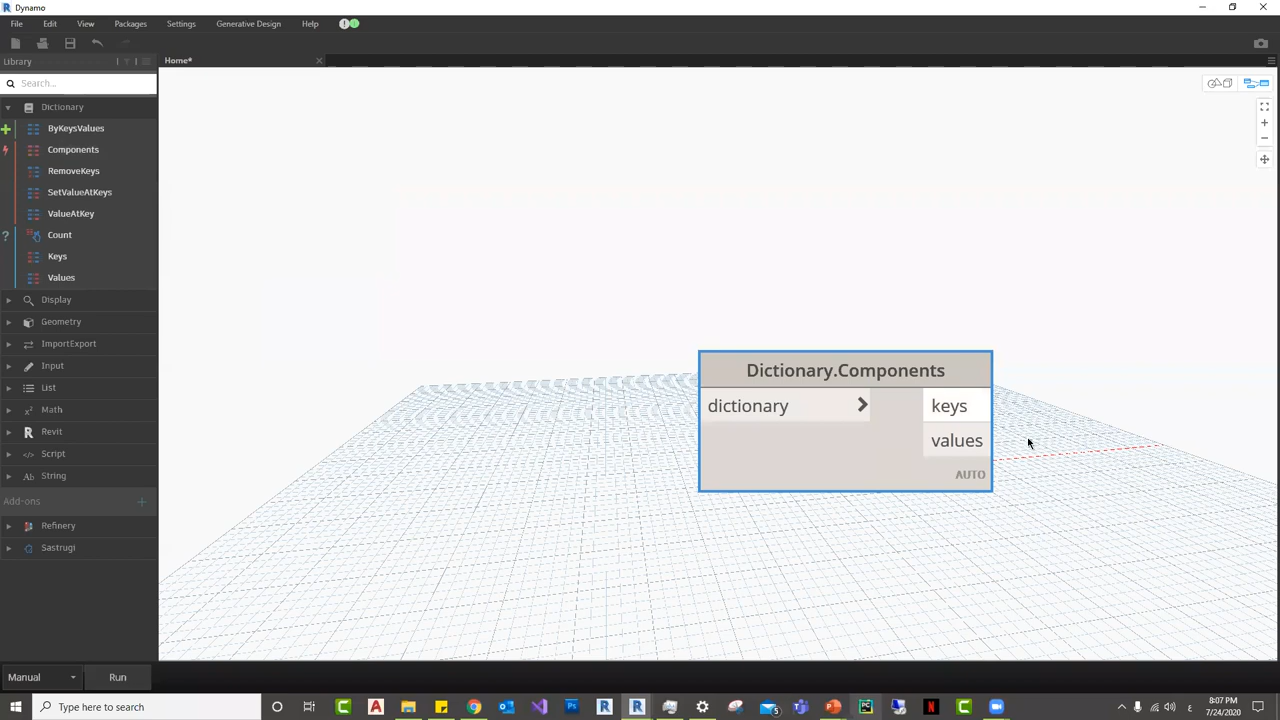 Dynamo
File Edit View Packages Settings Generative Design Help
Library
Home*
Search...
Dictionary
ByKeysValues
Components
RemoveKeys
SetValueAtKeys
ValueAtKey
Count
Keys
Values
Display
Geometry
ImportExport
Input
List
Math
Revit
Script
String
Add-ons
Refinery
Sastrugi
Dictionary.Components
dictionary
keys
values
AUTO
Manual
Run
Type here to search
8:07 PM
7/24/2020